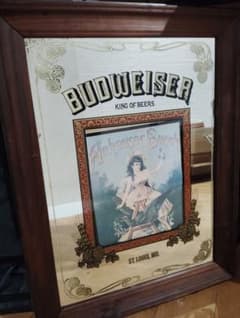 BUDWEISER
KING OF BEERS
Anheuser Busch
ST. LOUIS, MO.